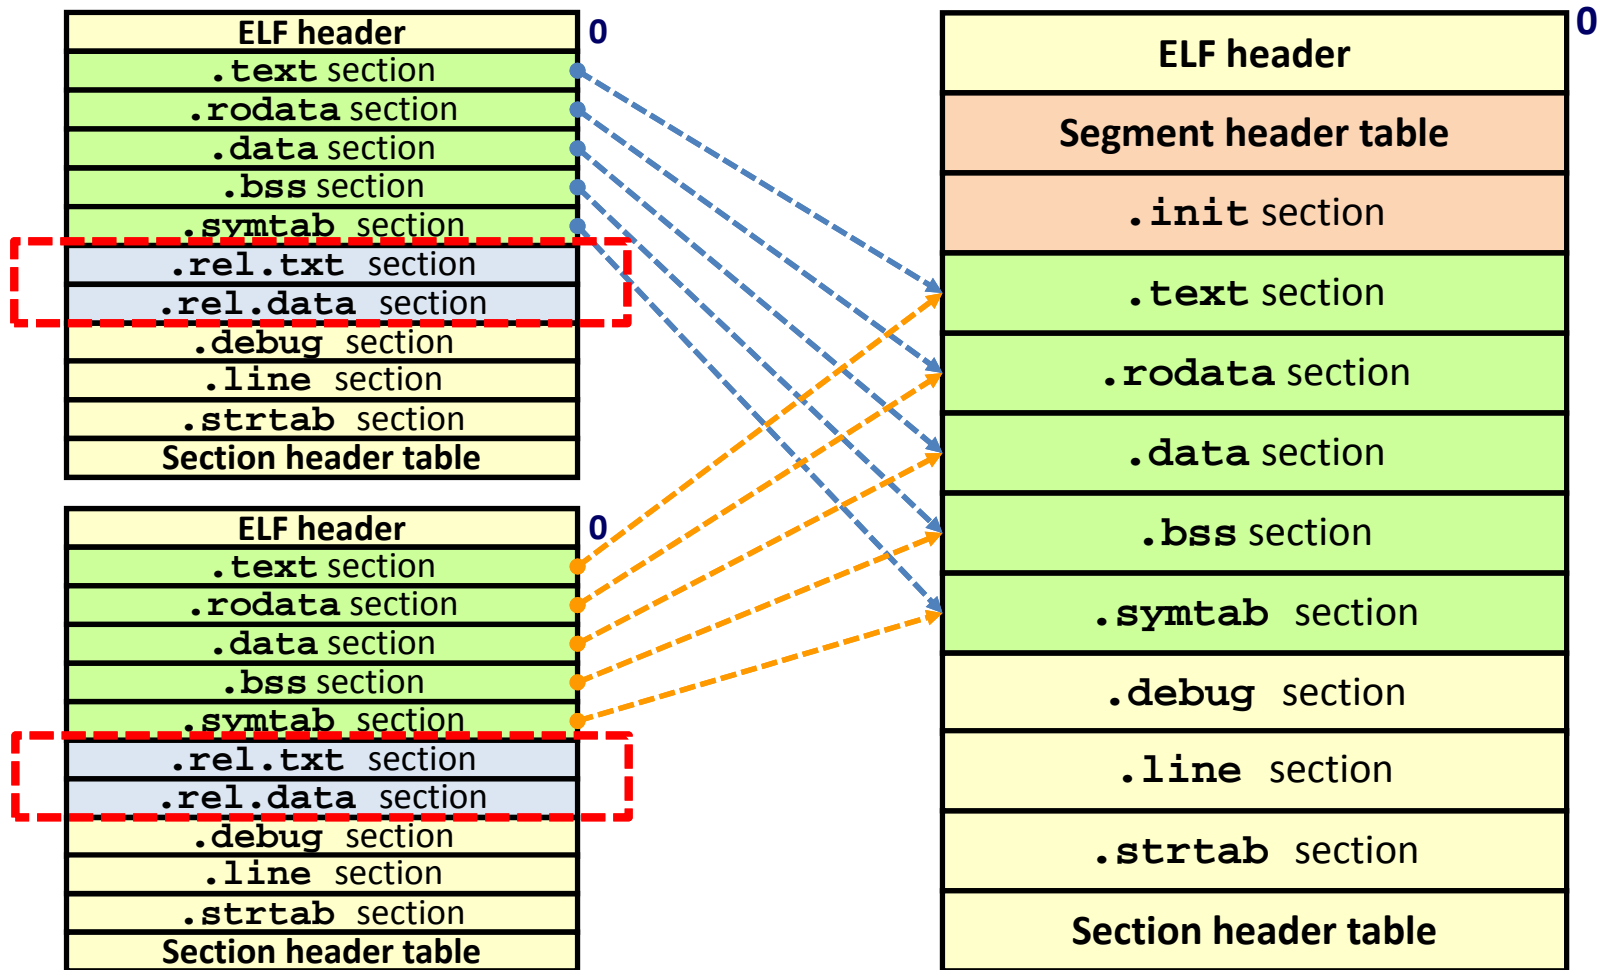 ELF header
0
.text section
.rodata section
.data section
.bss section
.symtab section
.rel.txt section
.rel.data section
.debug section
.line section
.strtab section
Section header table
ELF header
0
.text section
.rodata section
.data section
.bss section
.symtab section
.rel.txt section
.rel.data section
.debug section
.line section
.strtab section
Section header table
0
ELF header
Segment header table
.init section
.text section
.rodata section
.data section
.bss section
.symtab section
.debug section
.line section
.strtab section
Section header table